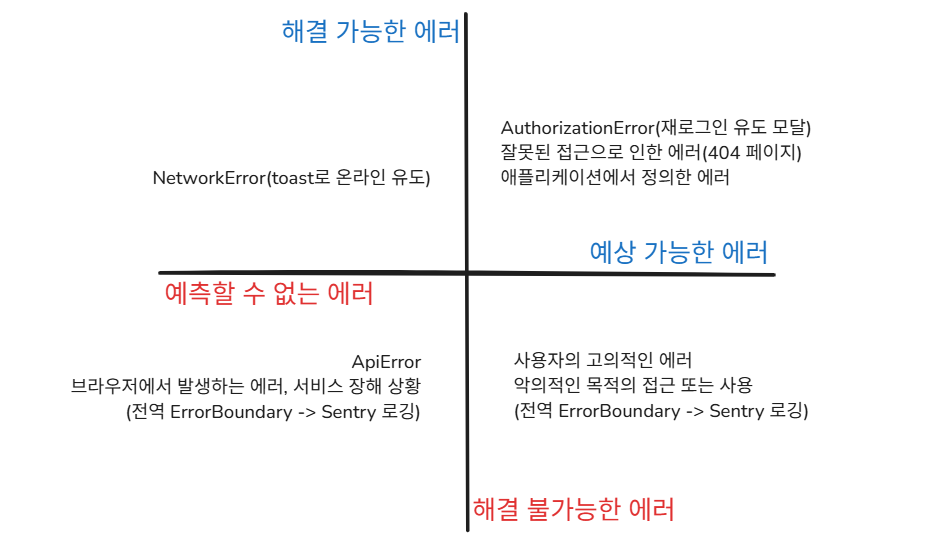 해결 가능한 에러
AuthorizationError(재로그인 유도 모달)
잘못된 접근으로 인한 에러(404 페이지)
애플리케이션에서 정의한 에러
NetworkError(toast로 온라인 유도)
예상 가능한 에러
예측할 수 없는 에러
ApiError
브라우저에서 발생하는 에러, 서비스 장해 상황
(전역 ErrorBoundary -> Sentry 로깅)
사용자의 고의적인 에러
악의적인 목적의 접근 또는 사용
(전역 ErrorBoundary -> Sentry 로깅)
해결 불가능한 에러